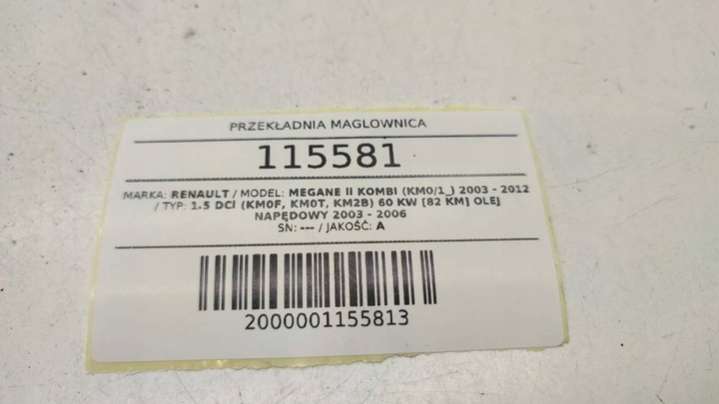 PRZEKŁADNIA MAGLOWNICA
115581
MARKA: RENAULT / MODEL: MEGANE II KOMBI (KM0/1_) 2003 - 2012
/ TYP: 1.5 DCI (KM0F, KM0T, KM2B) 60 KW [82 KM] OLEJ
NAPĘDOWY 2003 - 2006
SN: --- / JAKOŚĆ: A
2000001155813